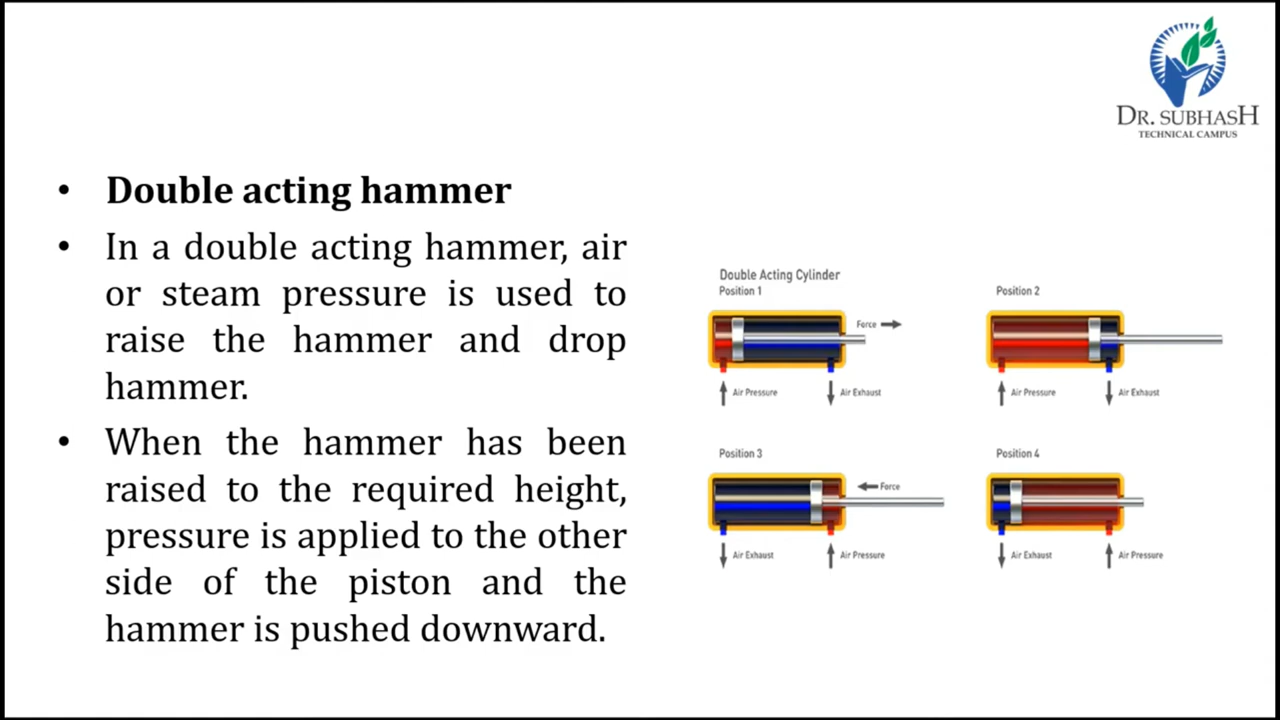 DR. SUBHASH
TECHNICAL CAMPUS
• Double acting hammer
• In a double acting hammer, air
or steam pressure is used to
raise the hammer and drop
hammer.
• When the hammer has been
raised to the required height,
pressure is applied to the other
side of the piston and the
hammer is pushed downward.
Double Acting Cylinder
Position 1
Force
Air Pressure
Air Exhaust
Position 2
Air Pressure
Air Exhaust
Position 3
Force
Air Exhaust
Air Pressure
Position 4
Air Exhaust
Air Pressure